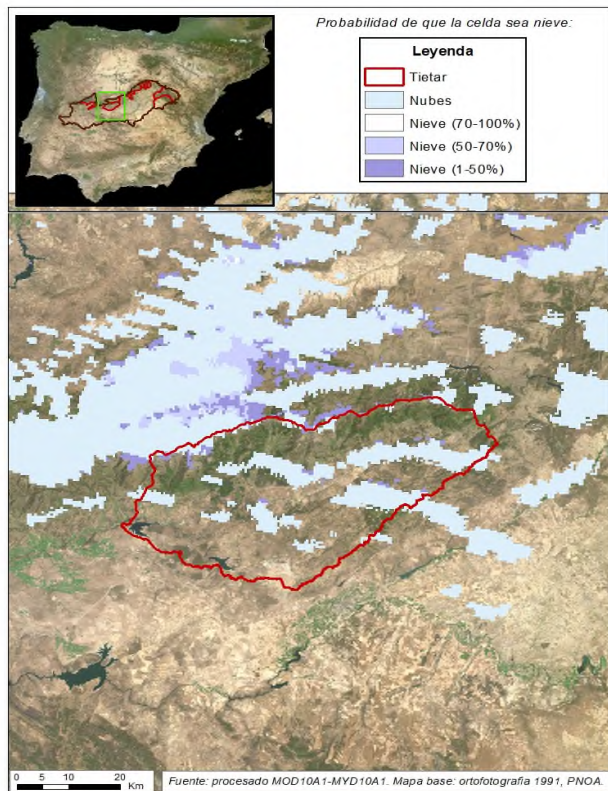 Probabilidad de que la celda sea nieve:
Leyenda
Tietar
Nubes
Nieve (70-100%)
Nieve (50-70%)
Nieve (1-50%)
0 5 10 20
Km
Fuente: procesado MOD10A1-MYD10A1. Mapa base: ortofotografia 1991, PNOA.